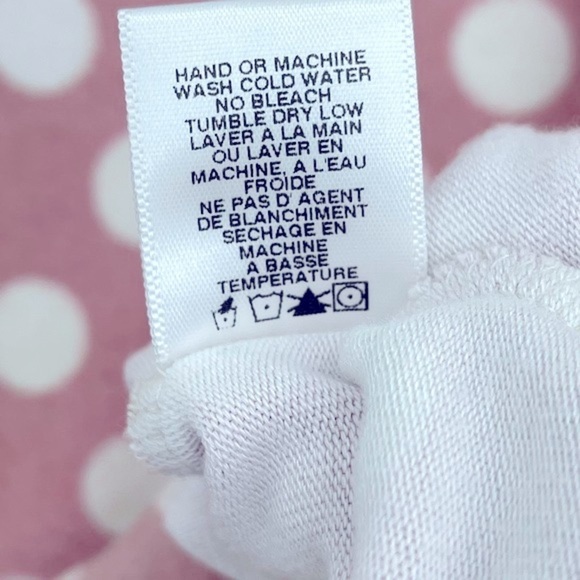 HAND OR MACHINE
WASH COLD WATER
NO BLEACH
TUMBLE DRY LOW
LAVER A LA MAIN
OU LAVER EN
MACHINE, A L'EAU
FROIDE
NE PAS D' AGENT
DE BLANCHIMENT
SECHAGE EN
MACHINE
A BASSE
TEMPERATURE